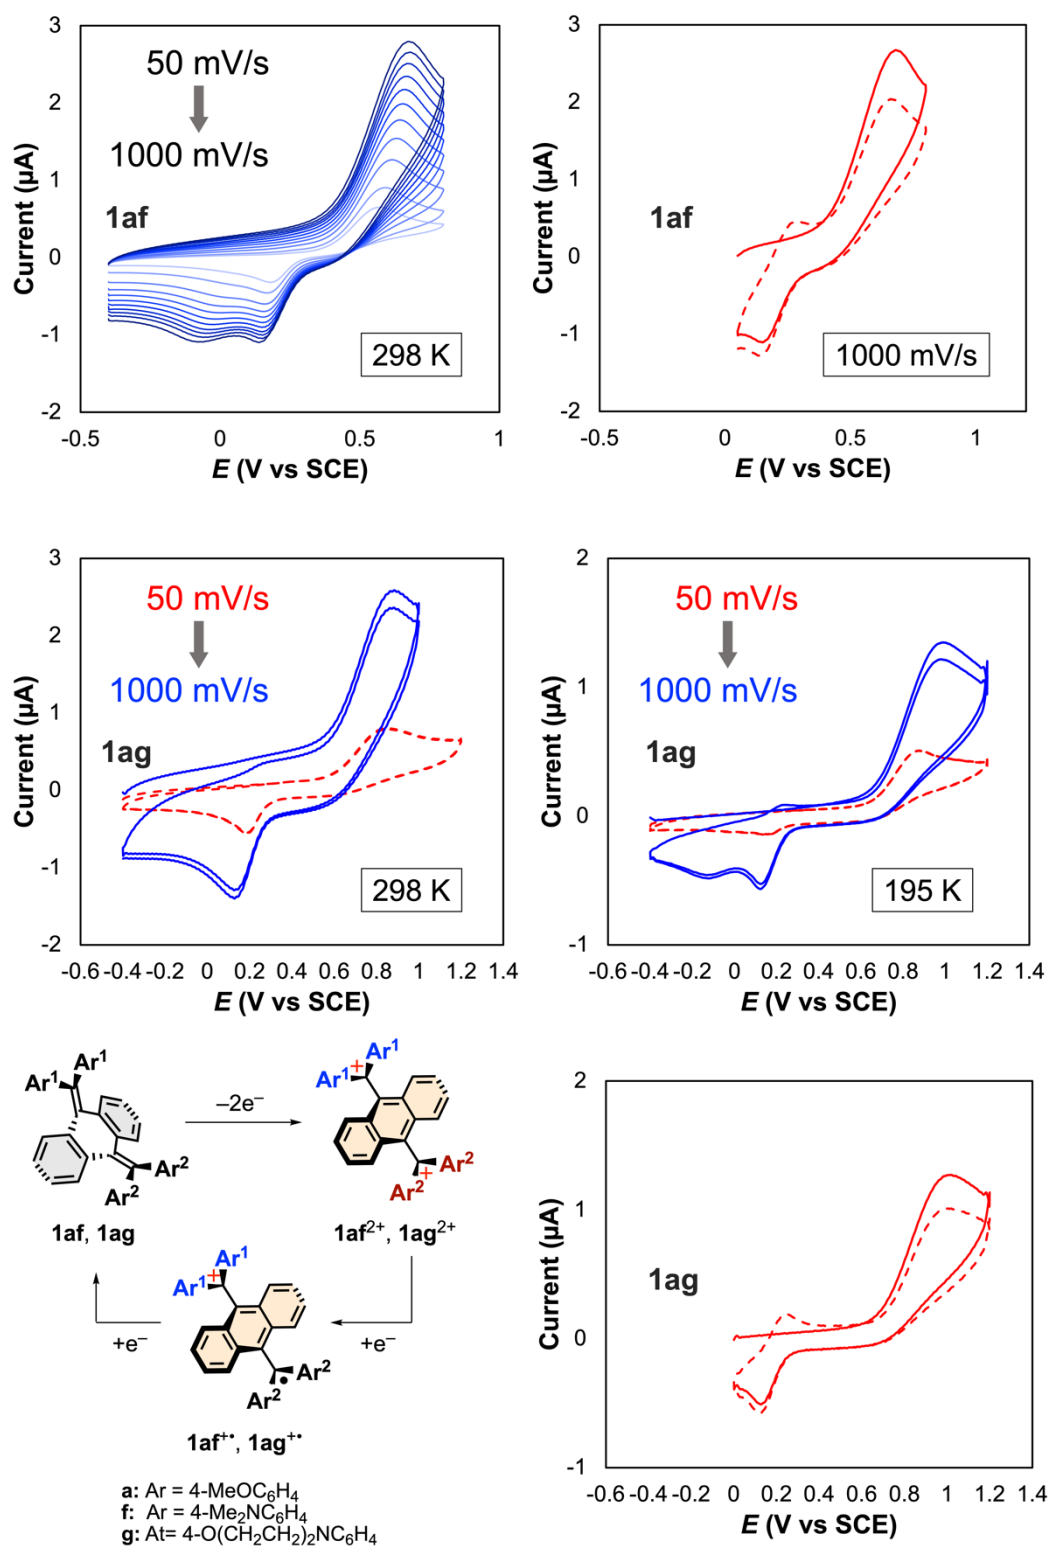 3
2
1
0
-1
-2
Current (µA)
50 mV/s
1000 mV/s
1af
298 K
-0.5
0
0.5
1
E (V vs SCE)
3
2
1
0
-1
-2
Current (µA)
1af
1000 mV/s
-0.5
0
0.5
1
E (V vs SCE)
3
2
1
0
-1
-2
Current (µA)
50 mV/s
1000 mV/s
1ag
298 K
-0.6 -0.4 -0.2 0 0.2 0.4 0.6 0.8 1 1.2 1.4
E (V vs SCE)
2
1
0
-1
Current (µA)
50 mV/s
1000 mV/s
1ag
195 K
-0.6 -0.4 -0.2 0 0.2 0.4 0.6 0.8 1 1.2 1.4
E (V vs SCE)
Ar1
Ar1
Ar2
Ar2
1af, 1ag
–2e–
Ar1
Ar1
+
Ar2
Ar2
+
1af2+, 1ag2+
+e–
Ar1
Ar1
+
Ar2
Ar2
•
1af+•, 1ag+•
+e–
a: Ar = 4-MeOC6H4
f: Ar = 4-Me2NC6H4
g: At= 4-O(CH2CH2)2NC6H4
2
1
0
-1
Current (µA)
1ag
-0.6 -0.4 -0.2 0 0.2 0.4 0.6 0.8 1 1.2 1.4
E (V vs SCE)